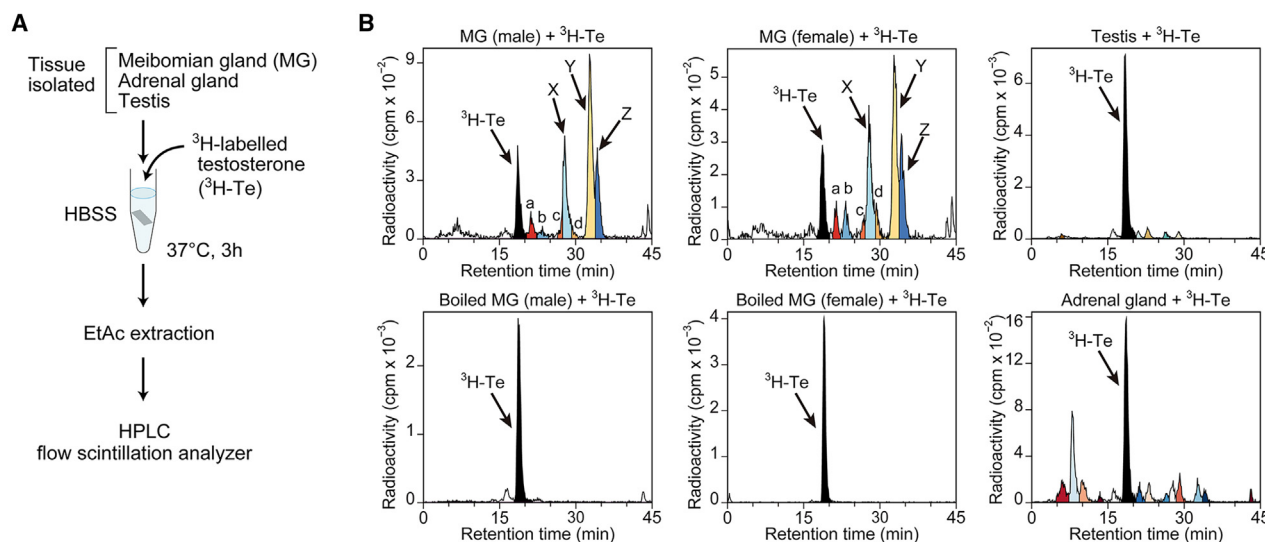 A
Tissue isolated
Meibomian gland (MG)
Adrenal gland
Testis
³H-labelled
testosterone
(³H-Te)
HBSS
37°C, 3h
EtAc extraction
HPLC
flow scintillation analyzer
B
MG (male) + ³H-Te
Radioactivity (cpm x 10⁻²)
9
6
3
0
³H-Te
a
b
X
c
d
Y
Z
0 15 30 45
Retention time (min)
MG (female) + ³H-Te
Radioactivity (cpm x 10⁻²)
5
4
3
2
1
0
³H-Te
a
b
X
c
d
Y
Z
0 15 30 45
Retention time (min)
Testis + ³H-Te
Radioactivity (cpm x 10⁻³)
6
4
2
0
³H-Te
0 15 30 45
Retention time (min)
Boiled MG (male) + ³H-Te
Radioactivity (cpm x 10⁻³)
2
1
0
³H-Te
0 15 30 45
Retention time (min)
Boiled MG (female) + ³H-Te
Radioactivity (cpm x 10⁻³)
4
3
2
1
0
³H-Te
0 15 30 45
Retention time (min)
Adrenal gland + ³H-Te
Radioactivity (cpm x 10⁻²)
16
12
8
4
0
³H-Te
15 30 45
Retention time (min)